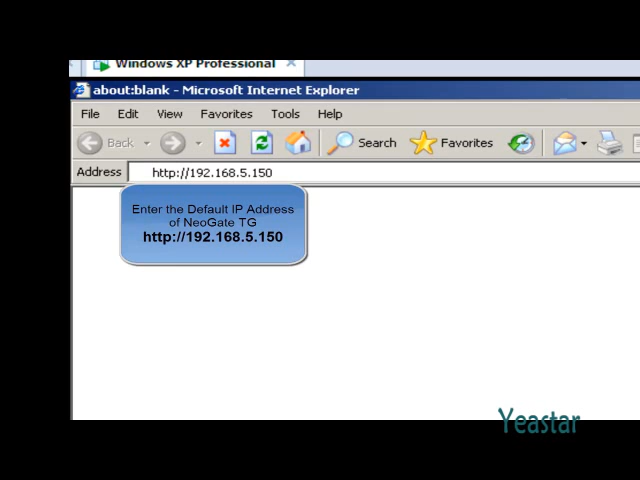 Windows XP Professional
about:blank - Microsoft Internet Explorer
File Edit View Favorites Tools Help
Back Search Favorites
Address http://192.168.5.150
Enter the Default IP Address
of NeoGate TG
http://192.168.5.150
Yeastar